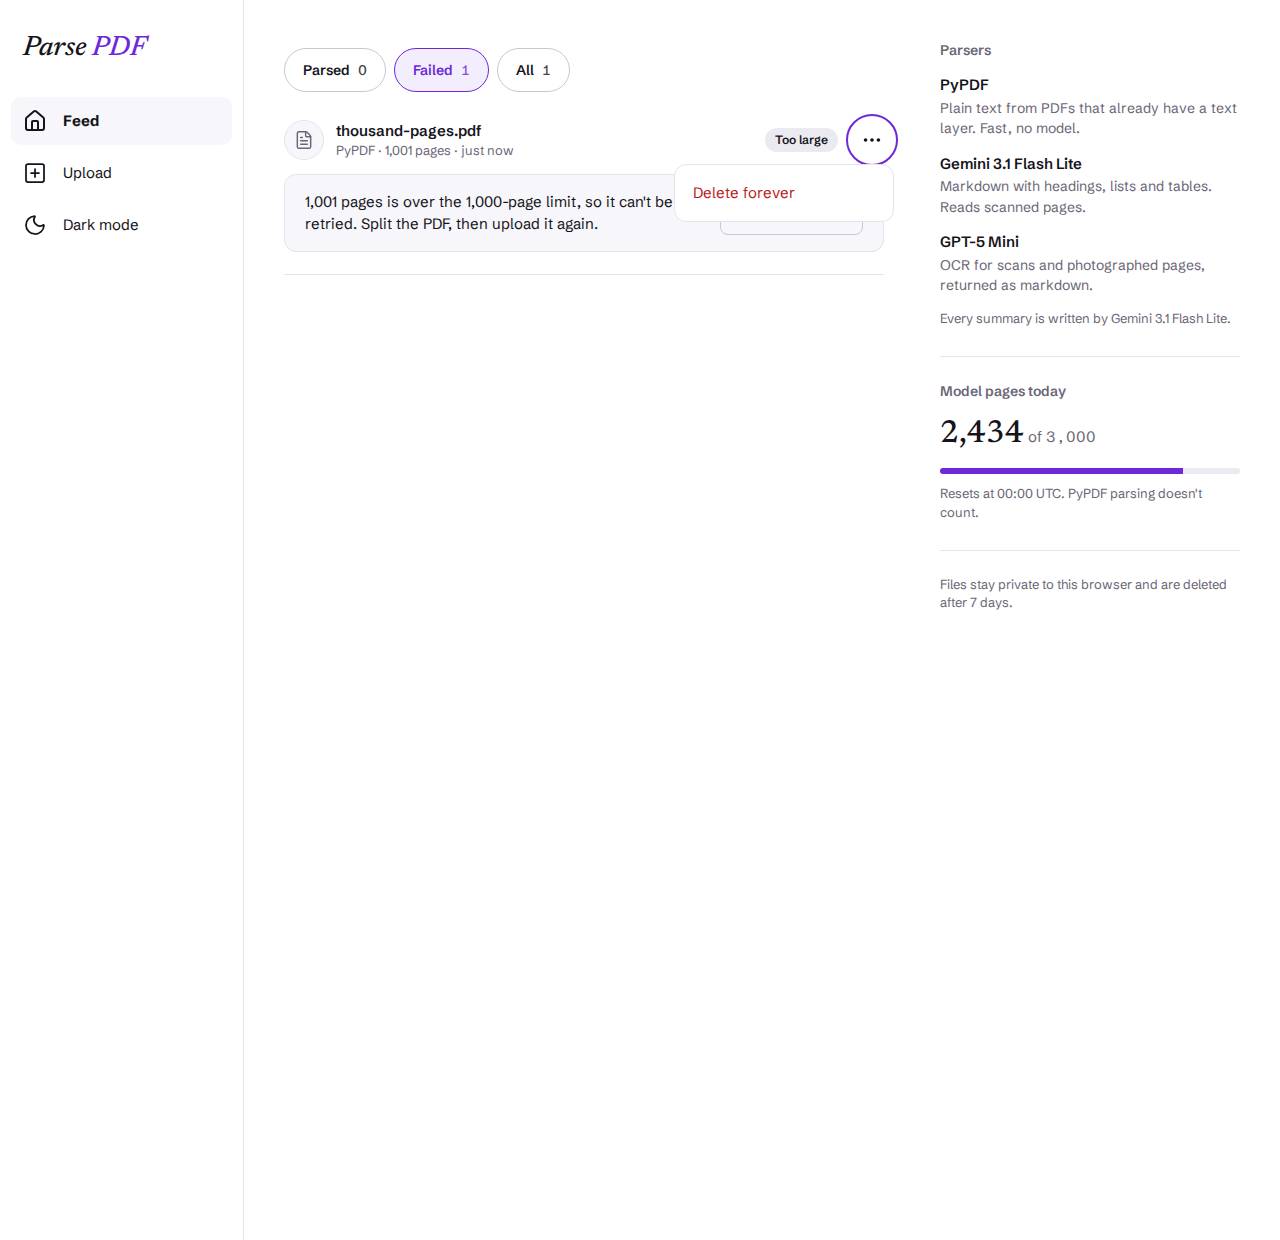 Parse PDF
Feed
Upload
Dark mode
Parsed 0
Failed 1
All 1
thousand-pages.pdf
PyPDF · 1,001 pages · just now
Too large
Delete forever
1,001 pages is over the 1,000-page limit, so it can't be
retried. Split the PDF, then upload it again.
Parsers
PyPDF
Plain text from PDFs that already have a text
layer. Fast, no model.
Gemini 3.1 Flash Lite
Markdown with headings, lists and tables.
Reads scanned pages.
GPT-5 Mini
OCR for scans and photographed pages,
returned as markdown.
Every summary is written by Gemini 3.1 Flash Lite.
Model pages today
2,434 of 3,000
Resets at 00:00 UTC. PyPDF parsing doesn't
count.
Files stay private to this browser and are deleted
after 7 days.